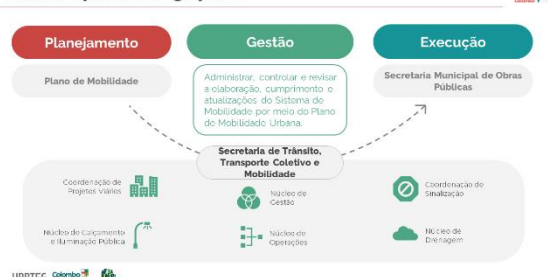 Planejamento
Gestão
Execução
Plano de Mobilidade
Administrar, controlar e revisar
a elaboração, cumprimento e
atualizações do Sistema de
Mobilidade por meio do Plano
de Mobilidade Urbana.
Secretaria Municipal de Obras
Públicas
Secretaria de Trânsito,
Transporte Coletivo e
Mobilidade
Coordenação de
Projetos Viários
Núcleo de
Gestão
Coordenação de
Sinalização
Núcleo de Calçamento
e Iluminação Pública
Núcleo de
Operações
Núcleo de
Drenagem
Colombo